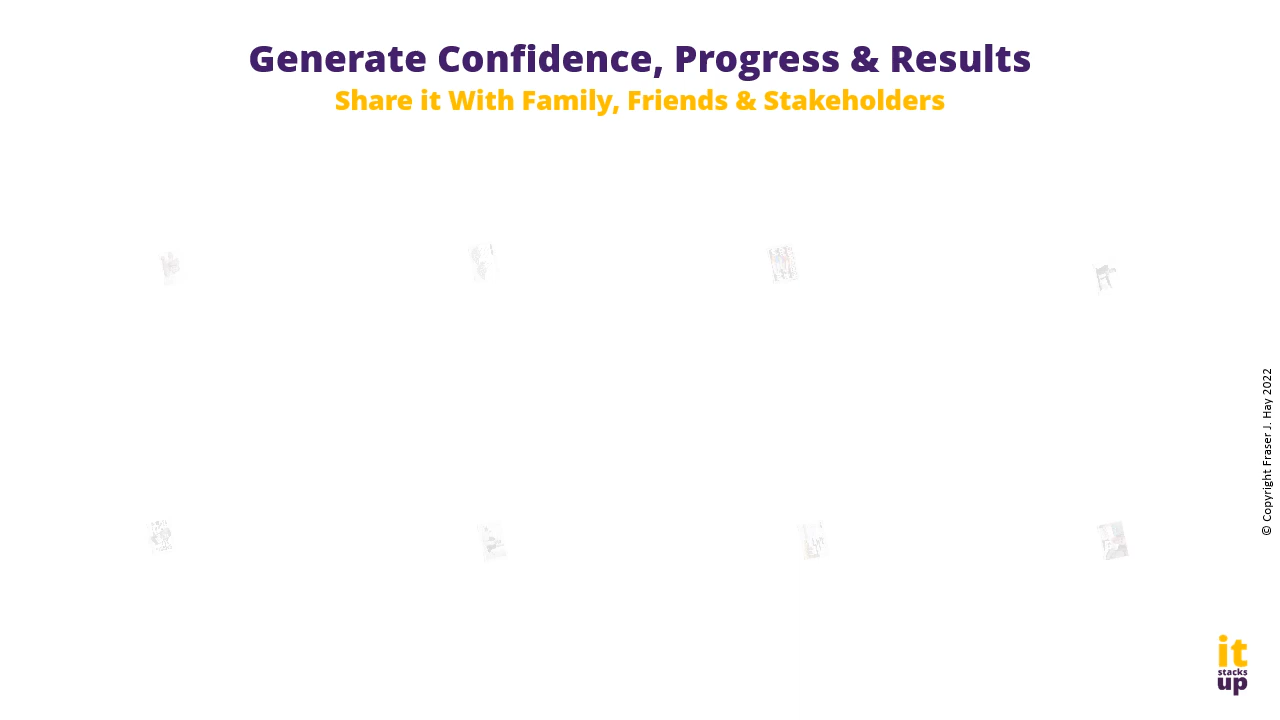 Generate Confidence, Progress & Results
Share it With Family, Friends & Stakeholders
© Copyright Fraser J. Hay 2022
it
stacks
up